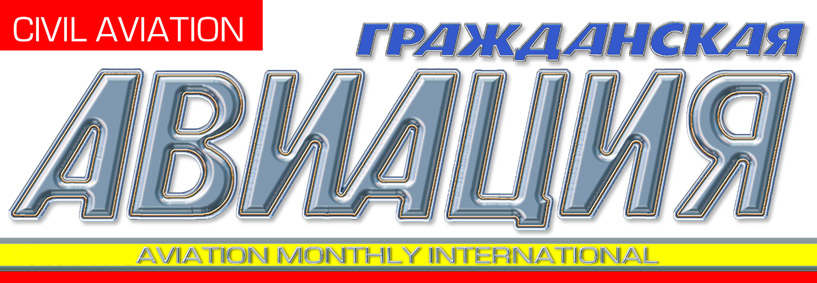 CIVIL AVIATION
ГРАЖДАНСКАЯ
АВИАЦИЯ
AVIATION MONTHLY INTERNATIONAL